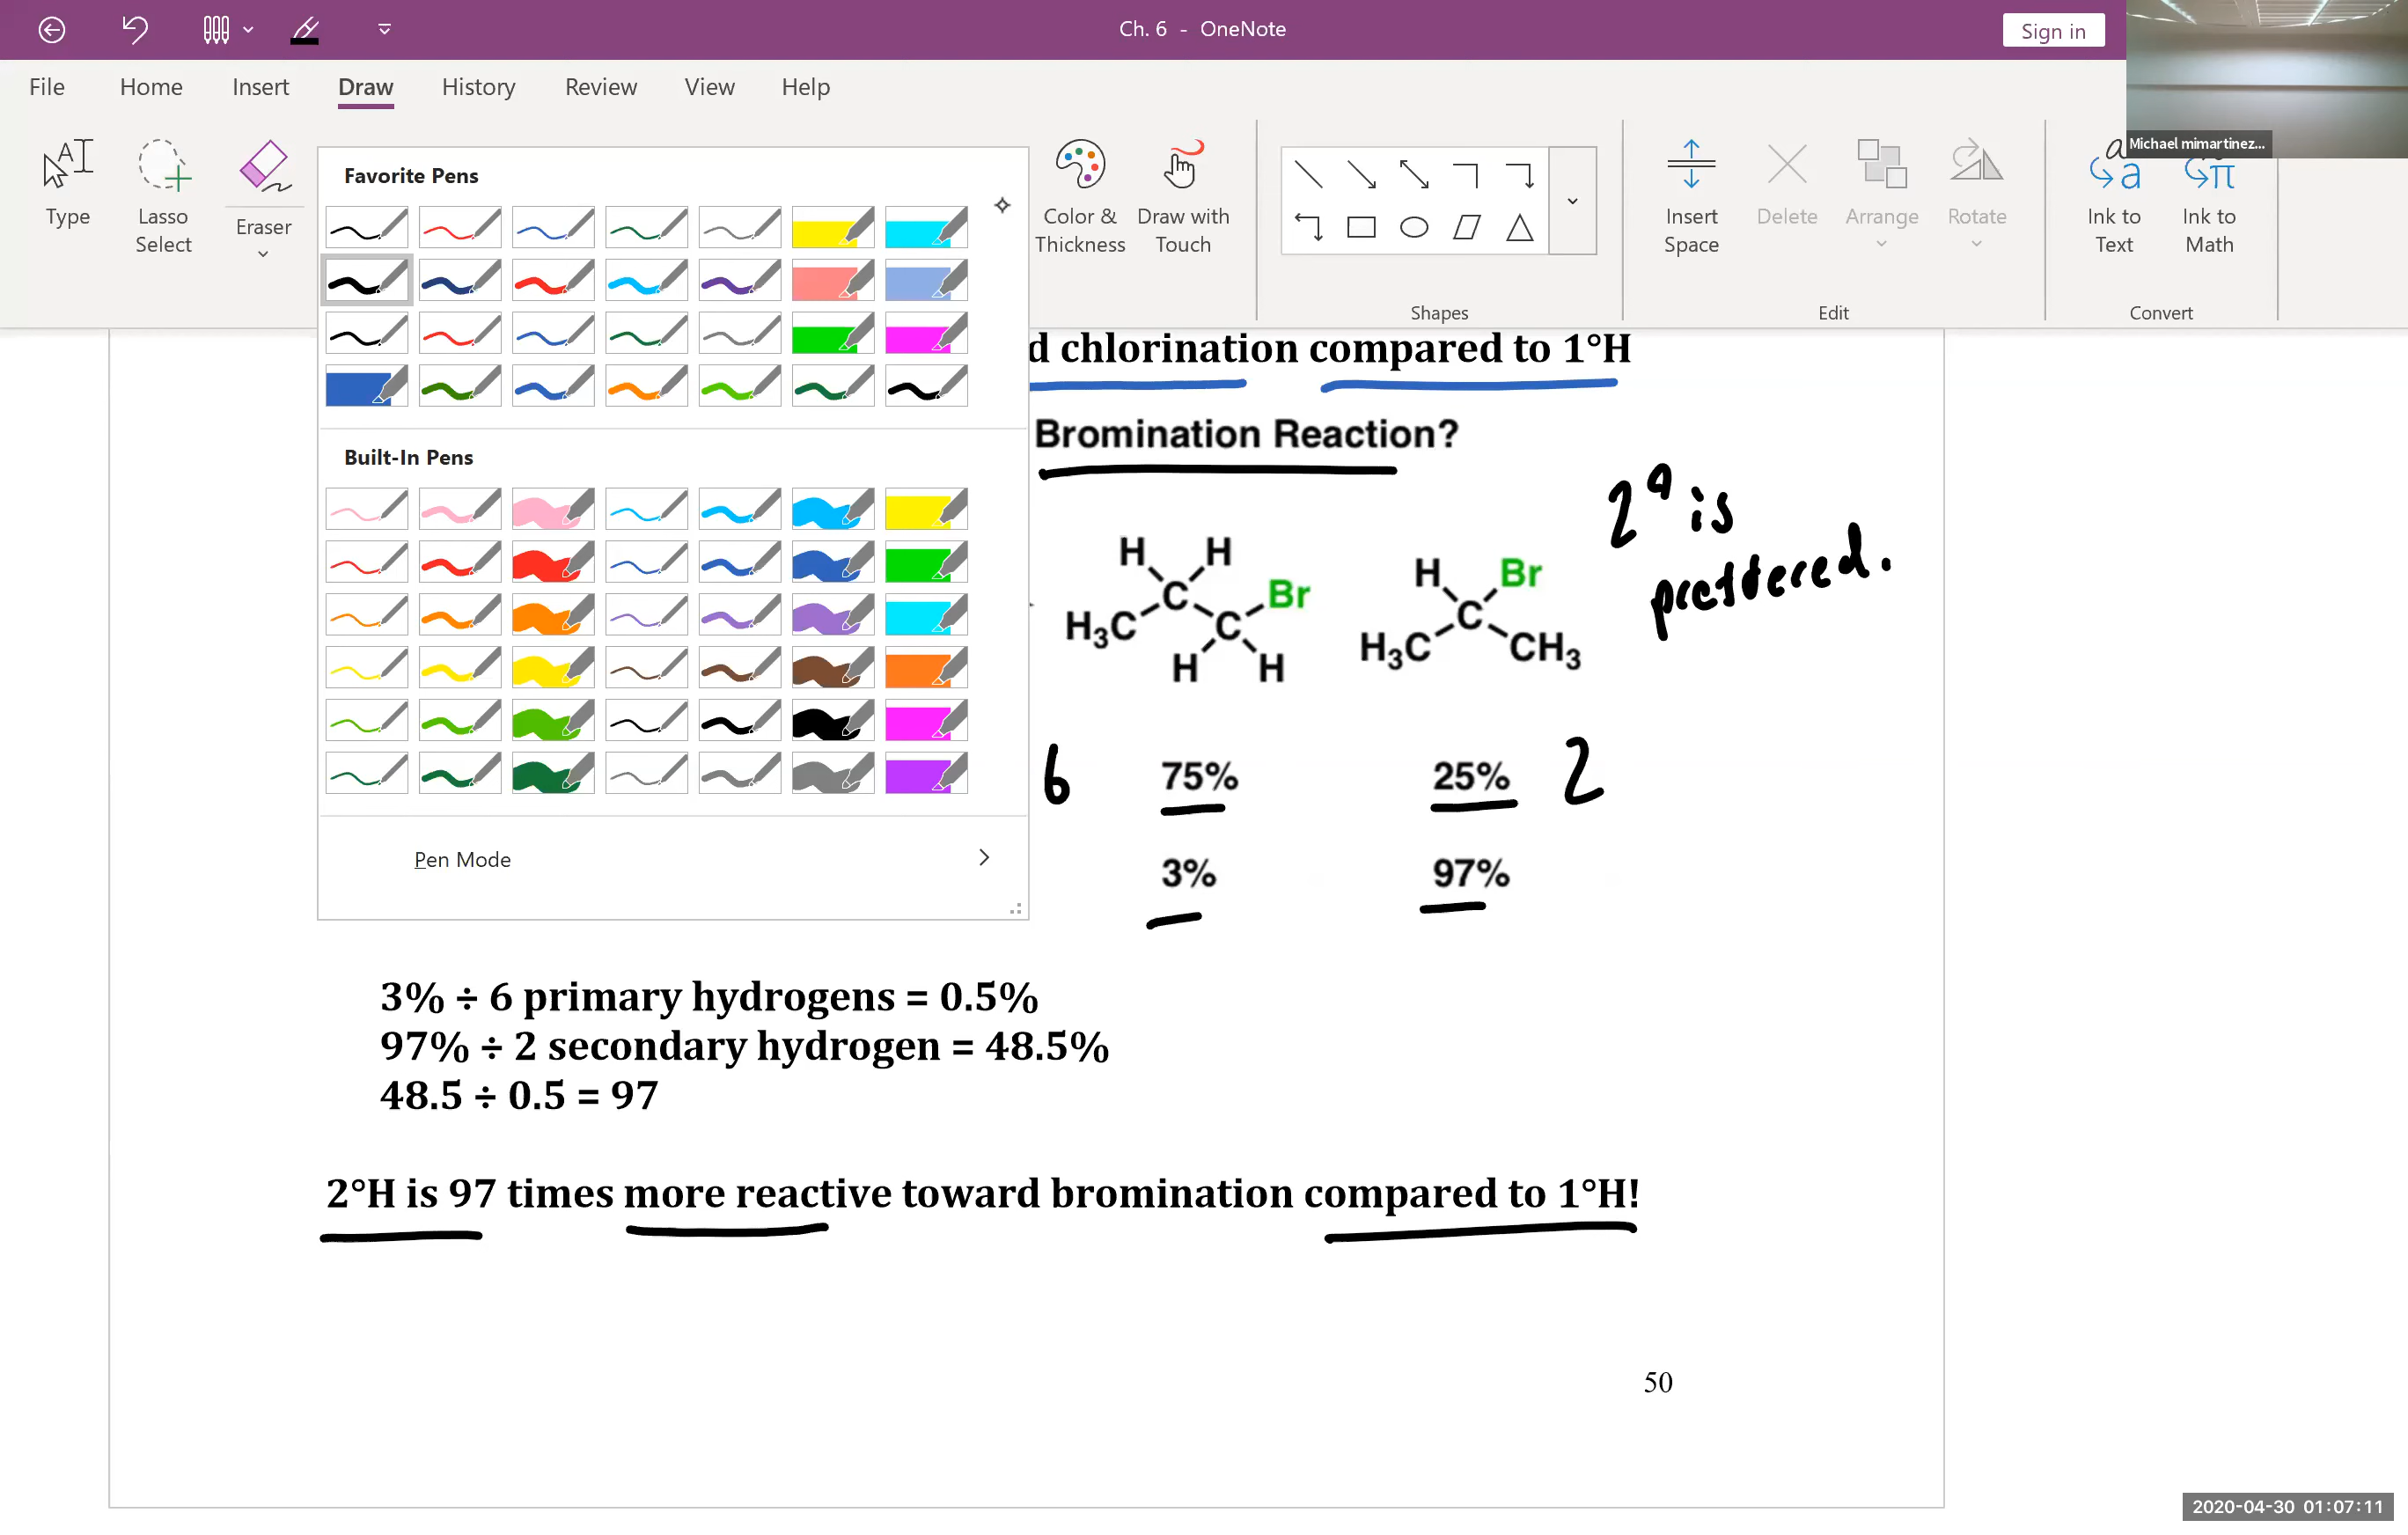 Ch. 6 - OneNote
Sign in
File Home Insert Draw History Review View Help
Michael mimartinez...
Type
Lasso Select
Eraser
Favorite Pens
Built-In Pens
Pen Mode
Color & Thickness
Draw with Touch
Shapes
Insert Space
Delete
Arrange
Rotate
Edit
Ink to Text
Ink to Math
Convert
d chlorination compared to 1°H
Bromination Reaction?
2° is
preferred.
H H
C Br
H3C C
H H
H Br
C
H3C CH3
6 75% 25% 2
3% 97%
3% ÷ 6 primary hydrogens = 0.5%
97% ÷ 2 secondary hydrogen = 48.5%
48.5 ÷ 0.5 = 97
2°H is 97 times more reactive toward bromination compared to 1°H!
50
2020-04-30 01:07:11